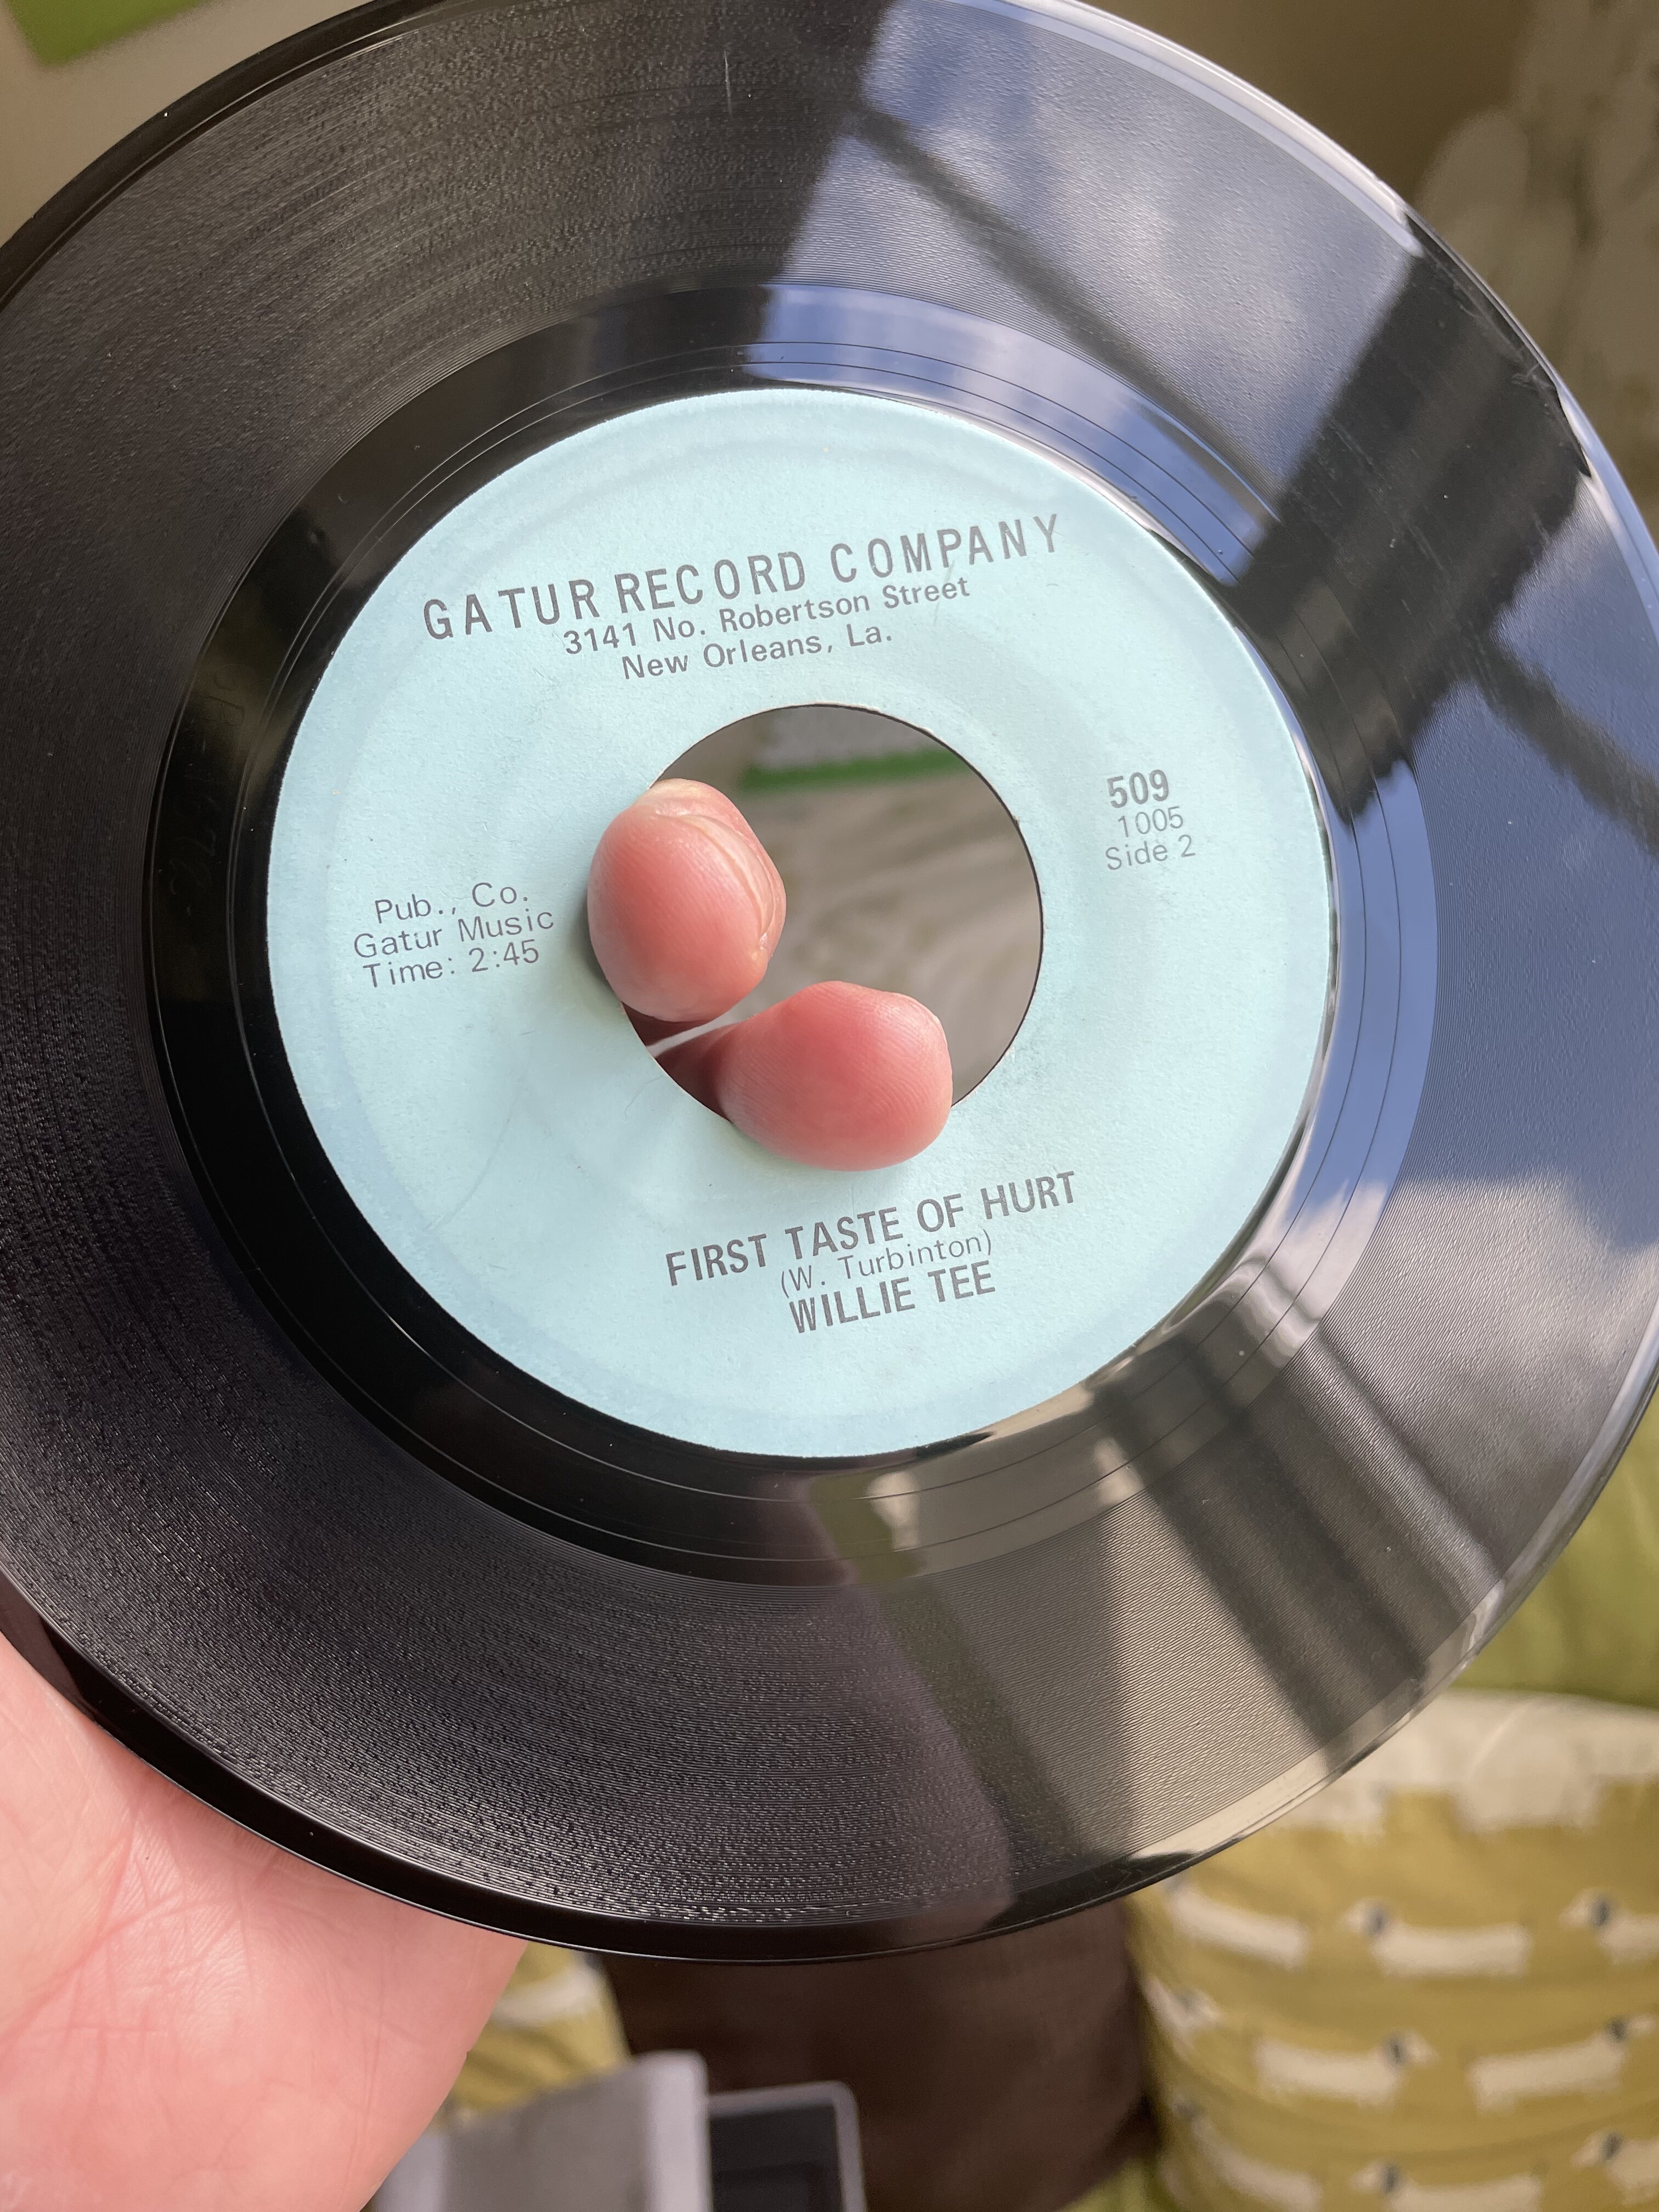 GATUR RECORD COMPANY
3141 No. Robertson Street
New Orleans, La.
509
1005
Side 2
Pub., Co.
Gatur Music
Time: 2:45
FIRST TASTE OF HURT
(W. Turbinton)
WILLIE TEE